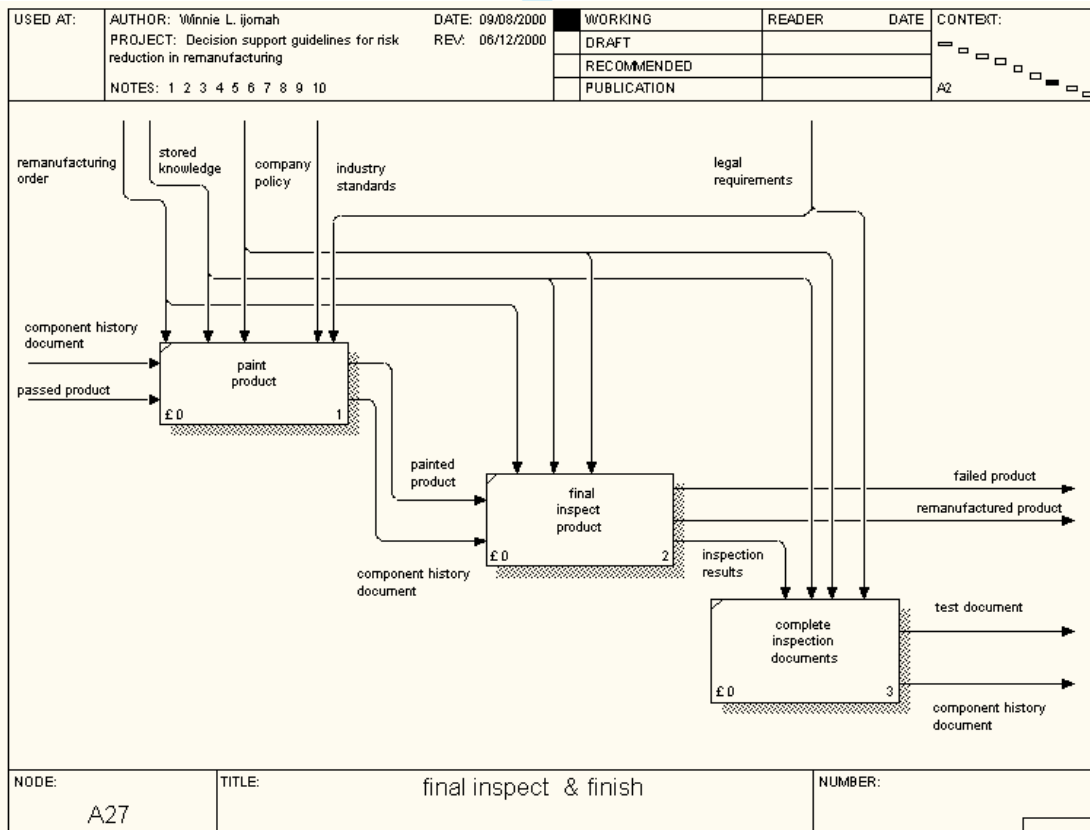 USED AT:
AUTHOR: Winnie L. ijomah
DATE: 09/08/2000
PROJECT: Decision support guidelines for risk
REV: 06/12/2000
reduction in remanufacturing
NOTES: 1 2 3 4 5 6 7 8 9 10
WORKING
DRAFT
RECOMMENDED
PUBLICATION
READER DATE
CONTEXT:
A2
remanufacturing
order
stored
knowledge
company
policy
industry
standards
legal
requirements
component history
document
passed product
paint
product
£ 0 1
painted
product
component history
document
final
inspect
product
£ 0 2
failed product
remanufactured product
inspection
results
complete
inspection
documents
£ 0 3
test document
component history
document
NODE:
A27
TITLE:
final inspect & finish
NUMBER: